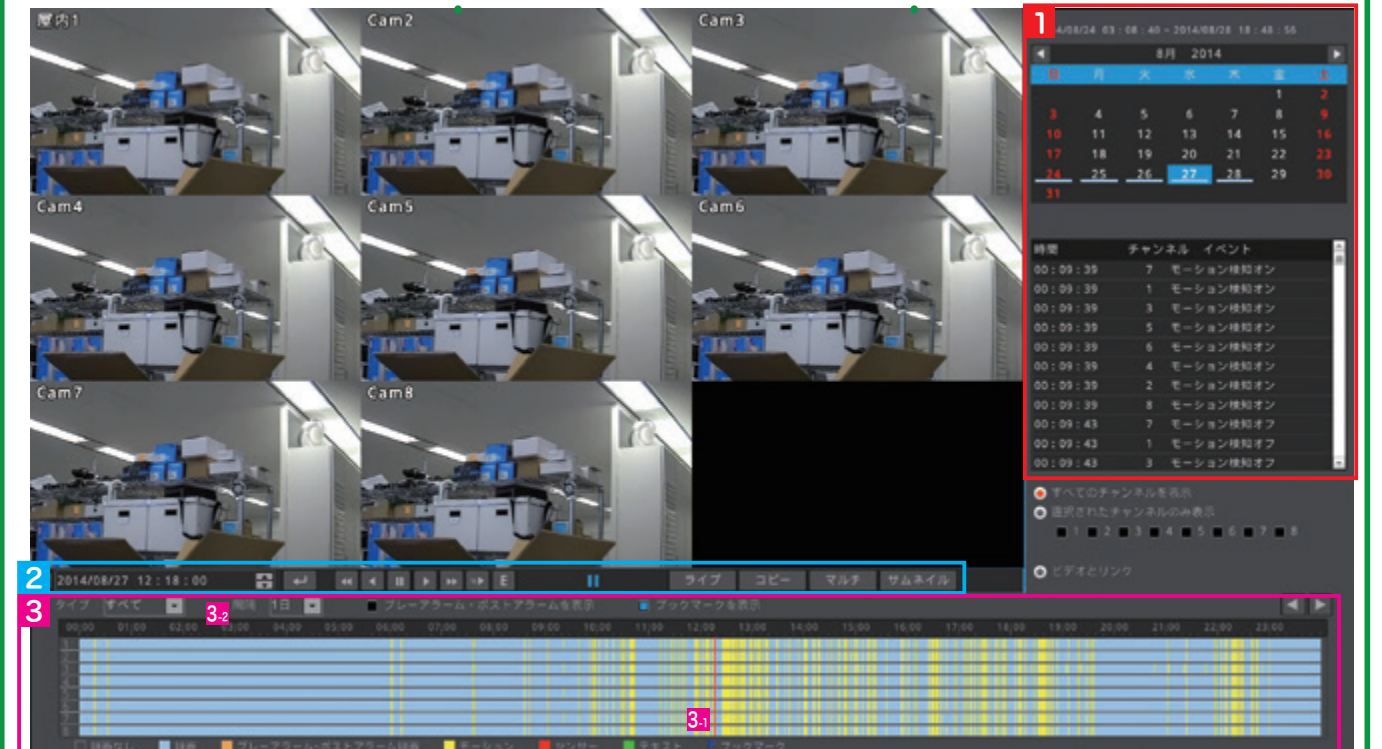 屋内1
Cam2
Cam3
Cam4
Cam5
Cam6
Cam7
Cam8
1
4/08/24 03:08:40 - 2014/08/28 18:48:56
8月 2014
日 月 火 水 木 金 土
1 2
3 4 5 6 7 8 9
10 11 12 13 14 15 16
17 18 19 20 21 22 23
24 25 26 27 28 29 30
31
時間 チャンネル イベント
00:09:39 7 モーション検知オン
00:09:39 1 モーション検知オン
00:09:39 3 モーション検知オン
00:09:39 5 モーション検知オン
00:09:39 6 モーション検知オン
00:09:39 4 モーション検知オン
00:09:39 2 モーション検知オン
00:09:39 8 モーション検知オン
00:09:43 7 モーション検知オフ
00:09:43 1 モーション検知オフ
00:09:43 3 モーション検知オフ
すべてのチャンネルを表示
選択されたチャンネルのみ表示
1 2 3 4 5 6 7 8
ビデオとリンク
2
2014/08/27 12:18:00 E ライブ コピー マルチ サムネイル
3
タイプ すべて 3-2 間隔 1日 プレーアラーム・ポストアラームを表示 ブックマークを表示
00:00 01:00 02:00 03:00 04:00 05:00 06:00 07:00 08:00 09:00 10:00 11:00 12:00 13:00 14:00 15:00 16:00 17:00 18:00 19:00 20:00 21:00 22:00 23:00
1
2
3
4
5
6
7
8
3-1
録画なし 録画 プレーアラーム・ポストアラーム録画 モーション センサー テキスト ブックマーク